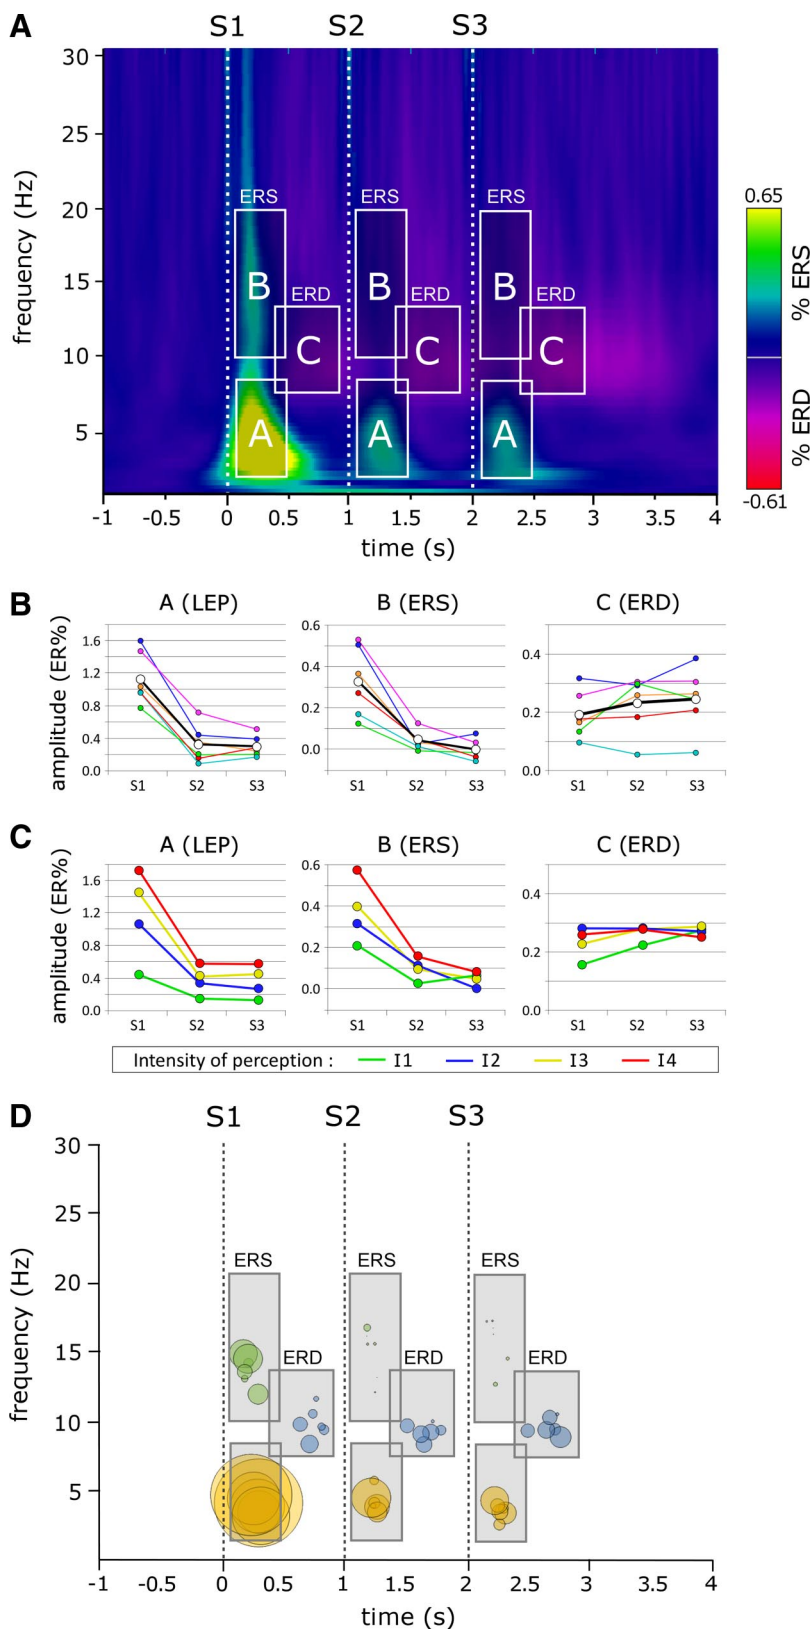 A
S1 S2 S3
30
25
20
15
10
5
frequency (Hz)
ERS ERS ERS
B B B
ERD ERD ERD
C C C
A A A
-1 -0.5 0 0.5 1 1.5 2 2.5 3 3.5 4
time (s)
0.65
% ERS
% ERD
-0.61
B
A (LEP) B (ERS) C (ERD)
amplitude (ER%)
1.6
1.2
0.8
0.4
0.0
S1 S2 S3
0.6
0.4
0.2
0.0
S1 S2 S3
0.4
0.2
0.0
S1 S2 S3
C
A (LEP) B (ERS) C (ERD)
amplitude (ER%)
1.6
1.2
0.8
0.4
0.0
S1 S2 S3
0.6
0.4
0.2
0.0
S1 S2 S3
0.4
0.2
0.0
S1 S2 S3
Intensity of perception : I1 I2 I3 I4
D
S1 S2 S3
30
25
20
15
10
5
frequency (Hz)
ERS ERS ERS
ERD ERD ERD
-1 -0.5 0 0.5 1 1.5 2 2.5 3 3.5 4
time (s)